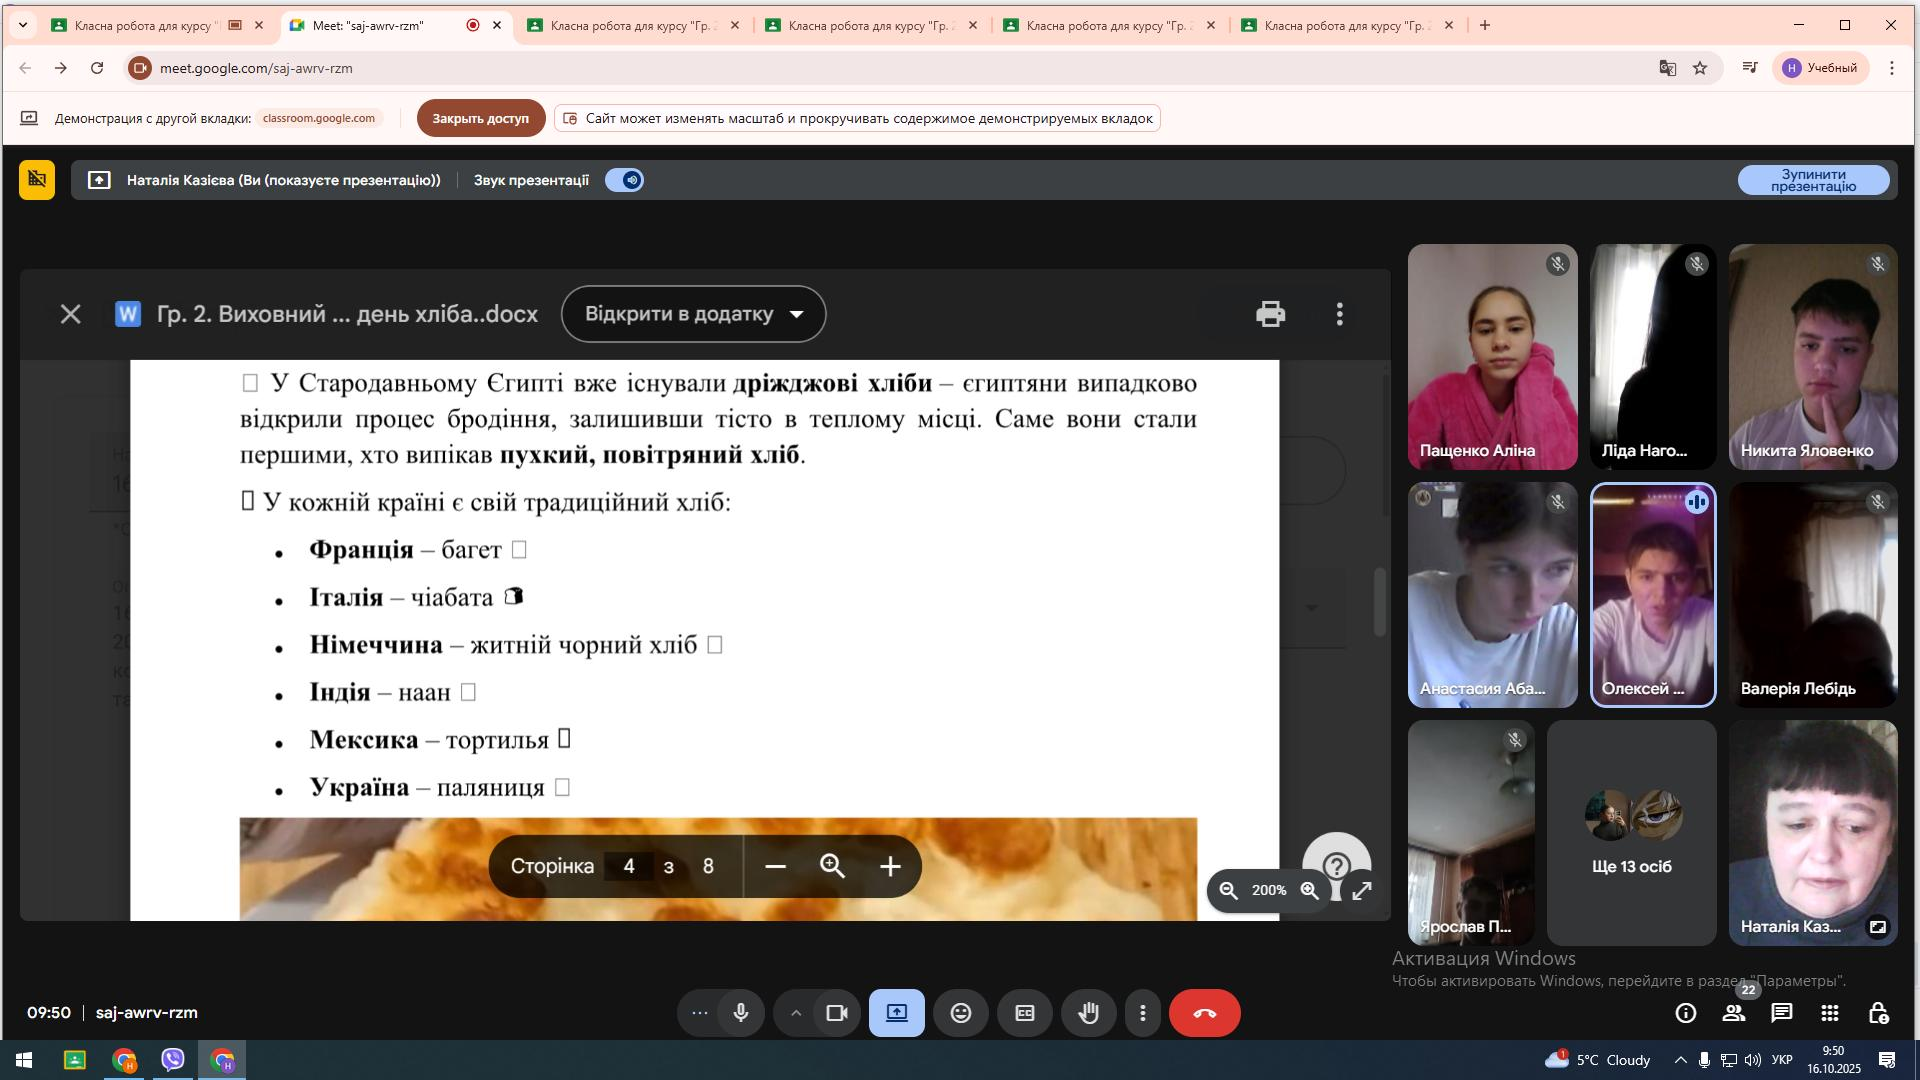 Класна робота для курсу "Г
Meet: "saj-awrv-rzm"
Класна робота для курсу "Гр. 2
Класна робота для курсу "Гр. 2
Класна робота для курсу "Гр. 2
Класна робота для курсу "Гр. 2
meet.google.com/saj-awrv-rzm
Н Учебный
Демонстрация с другой вкладки: classroom.google.com
Закрыть доступ
Сайт может изменять масштаб и прокручивать содержимое демонстрируемых вкладок
Наталія Казієва (Ви (показуєте презентацію))
Звук презентації
Зупинити презентацію
W Гр. 2. Виховний ... день хліба..docx
Відкрити в додатку
У Стародавньому Єгипті вже існували дріжджові хліби – єгиптяни випадково
відкрили процес бродіння, залишивши тісто в теплому місці. Саме вони стали
першими, хто випікав пухкий, повітряний хліб.
У кожній країні є свій традиційний хліб:
• Франція – багет
• Італія – чіабата
• Німеччина – житній чорний хліб
• Індія – наан
• Мексика – тортилья
• Україна – паляниця
Сторінка 4 з 8
200%
Пащенко Аліна
Ліда Наго...
Никита Яловенко
Анастасия Аба...
Олексей ...
Валерія Лебідь
Ярослав П...
Ще 13 осіб
Наталія Каз...
Активация Windows
Чтобы активировать Windows, перейдите в раздел "Параметры".
09:50 | saj-awrv-rzm
22
1
5°C Cloudy
УКР
9:50
16.10.2025